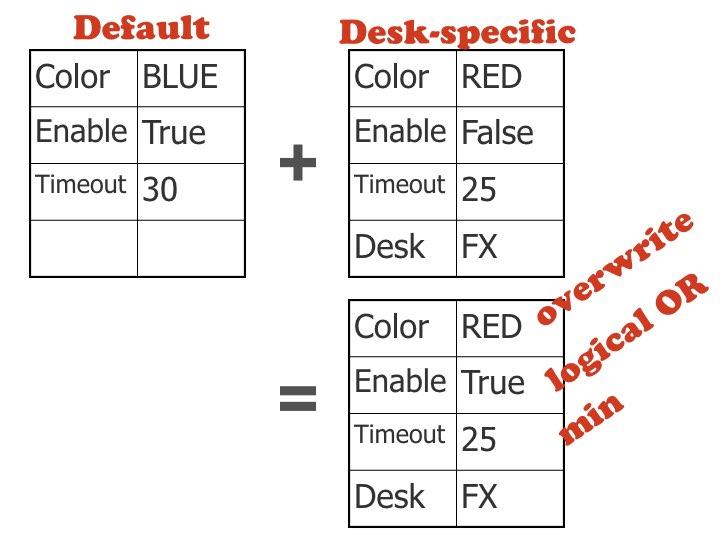 Default
Color BLUE
Enable True
Timeout 30
+
Desk-specific
Color RED
Enable False
Timeout 25
Desk FX
=
Color RED
Enable True
Timeout 25
Desk FX
overwrite
logical OR
min